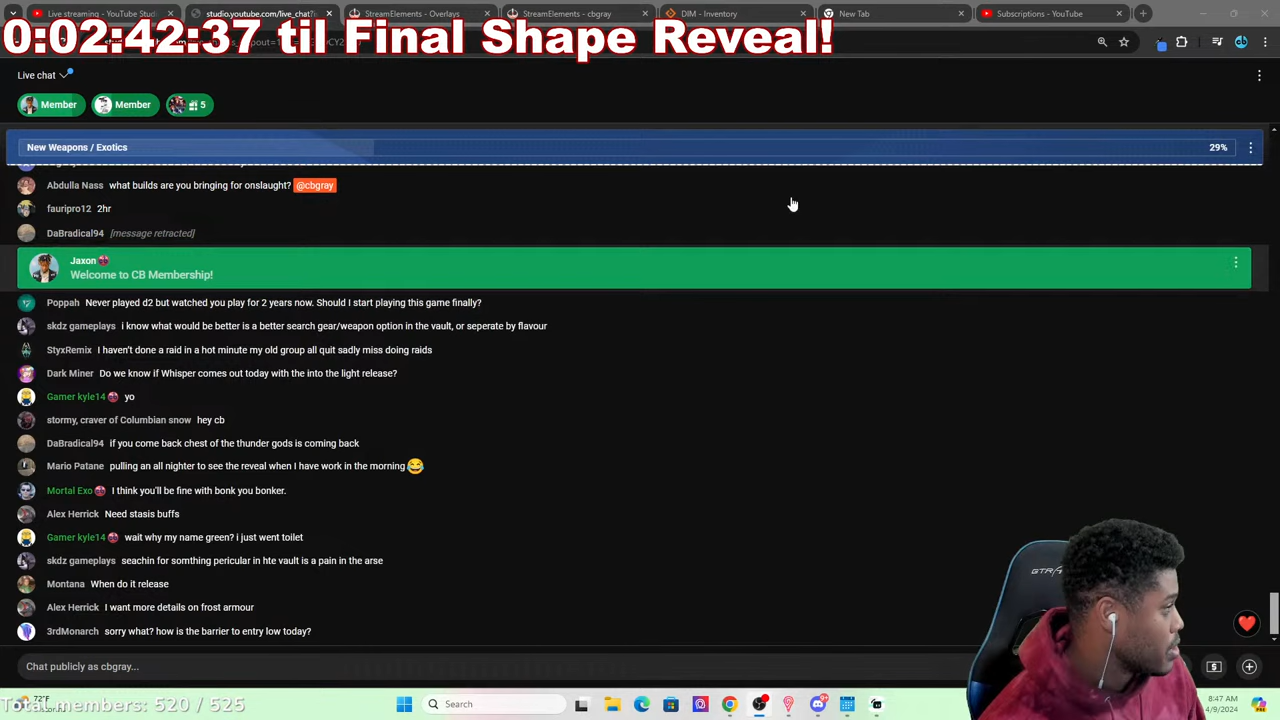 Live streaming - YouTube Studio
studio.youtube.com/live_chat?i
StreamElements - Overlays
StreamElements - cbgray
DIM - Inventory
New Tab
Subscriptions - YouTube
0:02:42:37 til Final Shape Reveal!
Live chat
Member
Member
5
New Weapons / Exotics
29%
Abdulla Nass what builds are you bringing for onslaught? @cbgray
fauripro12 2hr
DaBradical94 [message retracted]
Jaxon
Welcome to CB Membership!
Poppah Never played d2 but watched you play for 2 years now. Should I start playing this game finally?
skdz gameplays i know what would be better is a better search gear/weapon option in the vault, or seperate by flavour
StyxRemix I haven't done a raid in a hot minute my old group all quit sadly miss doing raids
Dark Miner Do we know if Whisper comes out today with the into the light release?
Gamer kyle14 yo
stormy, craver of Columbian snow hey cb
DaBradical94 if you come back chest of the thunder gods is coming back
Mario Patane pulling an all nighter to see the reveal when I have work in the morning 😂
Mortal Exo I think you'll be fine with bonk you bonker.
Alex Herrick Need stasis buffs
Gamer kyle14 wait why my name green? i just went toilet
skdz gameplays seachin for somthing pericular in hte vault is a pain in the arse
Montana When do it release
Alex Herrick I want more details on frost armour
3rdMonarch sorry what? how is the barrier to entry low today?
Chat publicly as cbgray...
Total members: 520 / 525
72°F
Search
8:47 AM
4/9/2024